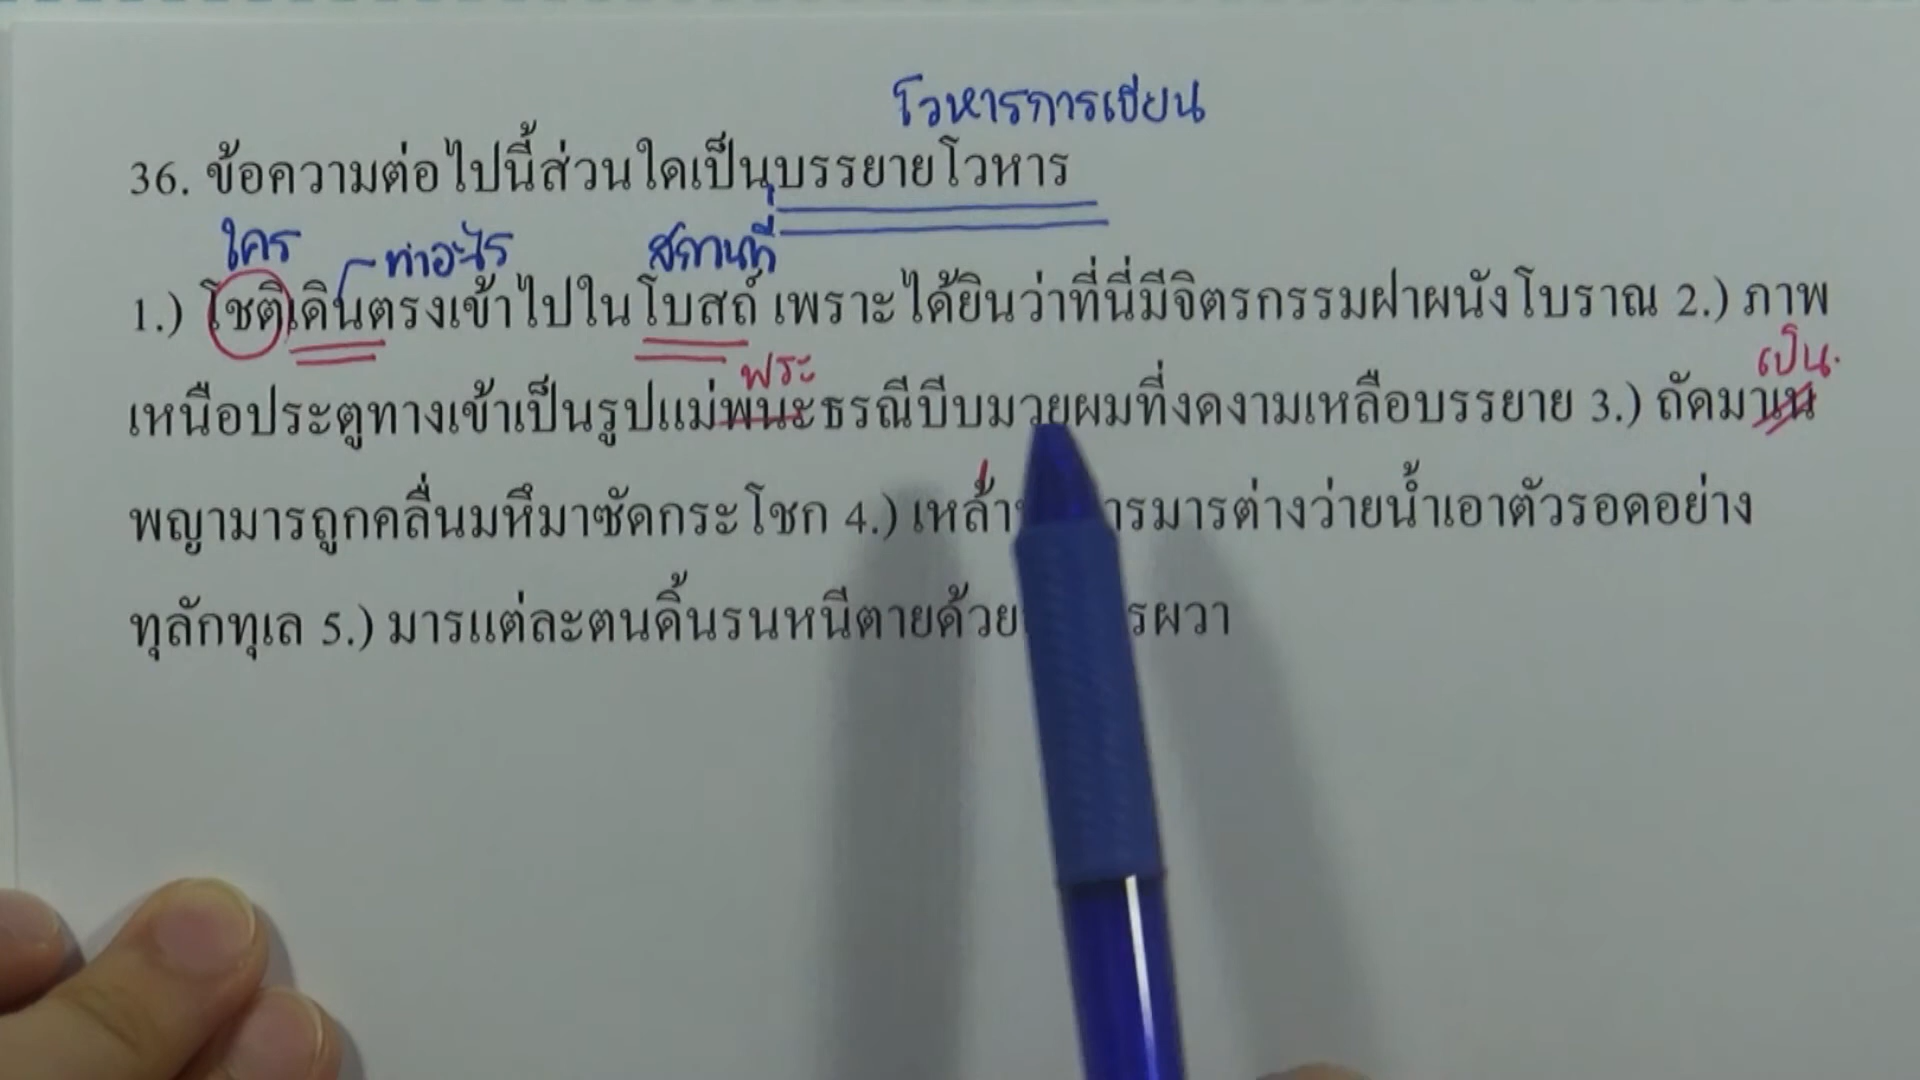 โวหารการเขียน
36. ข้อความต่อไปนี้ส่วนใดเป็นบรรยายโวหาร
ใคร ทำอะไร สถานที่
1.) โชติเดินตรงเข้าไปในโบสถ์ เพราะได้ยินว่าที่นี่มีจิตรกรรมฝาผนังโบราณ 2.) ภาพ
พระ เป็น
เหนือประตูทางเข้าเป็นรูปแม่พนะธรณีบีบมวยผมที่งดงามเหลือบรรยาย 3.) ถัดมาเน
พญามารถูกคลื่นมหึมาซัดกระโชก 4.) เหล่า มารต่างว่ายน้ำเอาตัวรอดอย่าง
ทุลักทุเล 5.) มารแต่ละตนดิ้นรนหนีตายด้วย ผวา